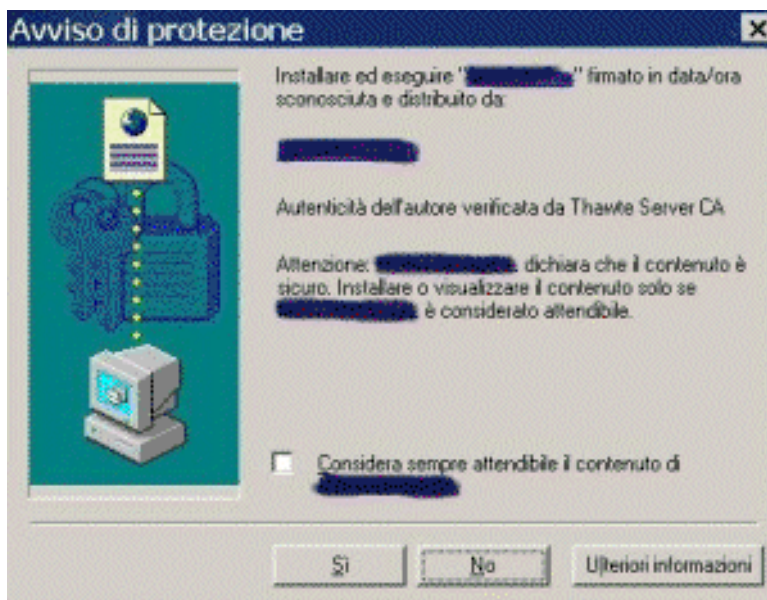 Avviso di protezione
Installare ed eseguire "" firmato in data/ora
sconosciuta e distribuito da:
Autenticità dell'autore verificata da Thawte Server CA
Attenzione: dichiara che il contenuto è
sicuro. Installare o visualizzare il contenuto solo se
è considerato attendibile.
Considera sempre attendibile il contenuto di
Sì
No
Ulteriori informazioni